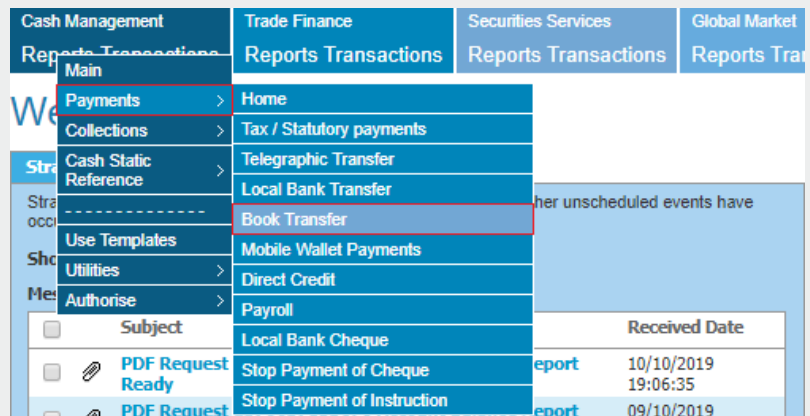 Cash Management
Trade Finance
Securities Services
Global Market
Reports Transactions
Reports Transactions
Reports Transactions
Reports
Main
Payments >
Home
Collections >
Tax / Statutory payments
Cash Static
Reference >
Telegraphic Transfer
Local Bank Transfer
her unscheduled events have
--------------
Book Transfer
Use Templates
Mobile Wallet Payments
Utilities >
Direct Credit
Authorise >
Payroll
Subject
Received Date
Local Bank Cheque
PDF Request
Ready
eport
10/10/2019
19:06:35
Stop Payment of Cheque
Stop Payment of Instruction
PDF Request
eport
09/10/2019